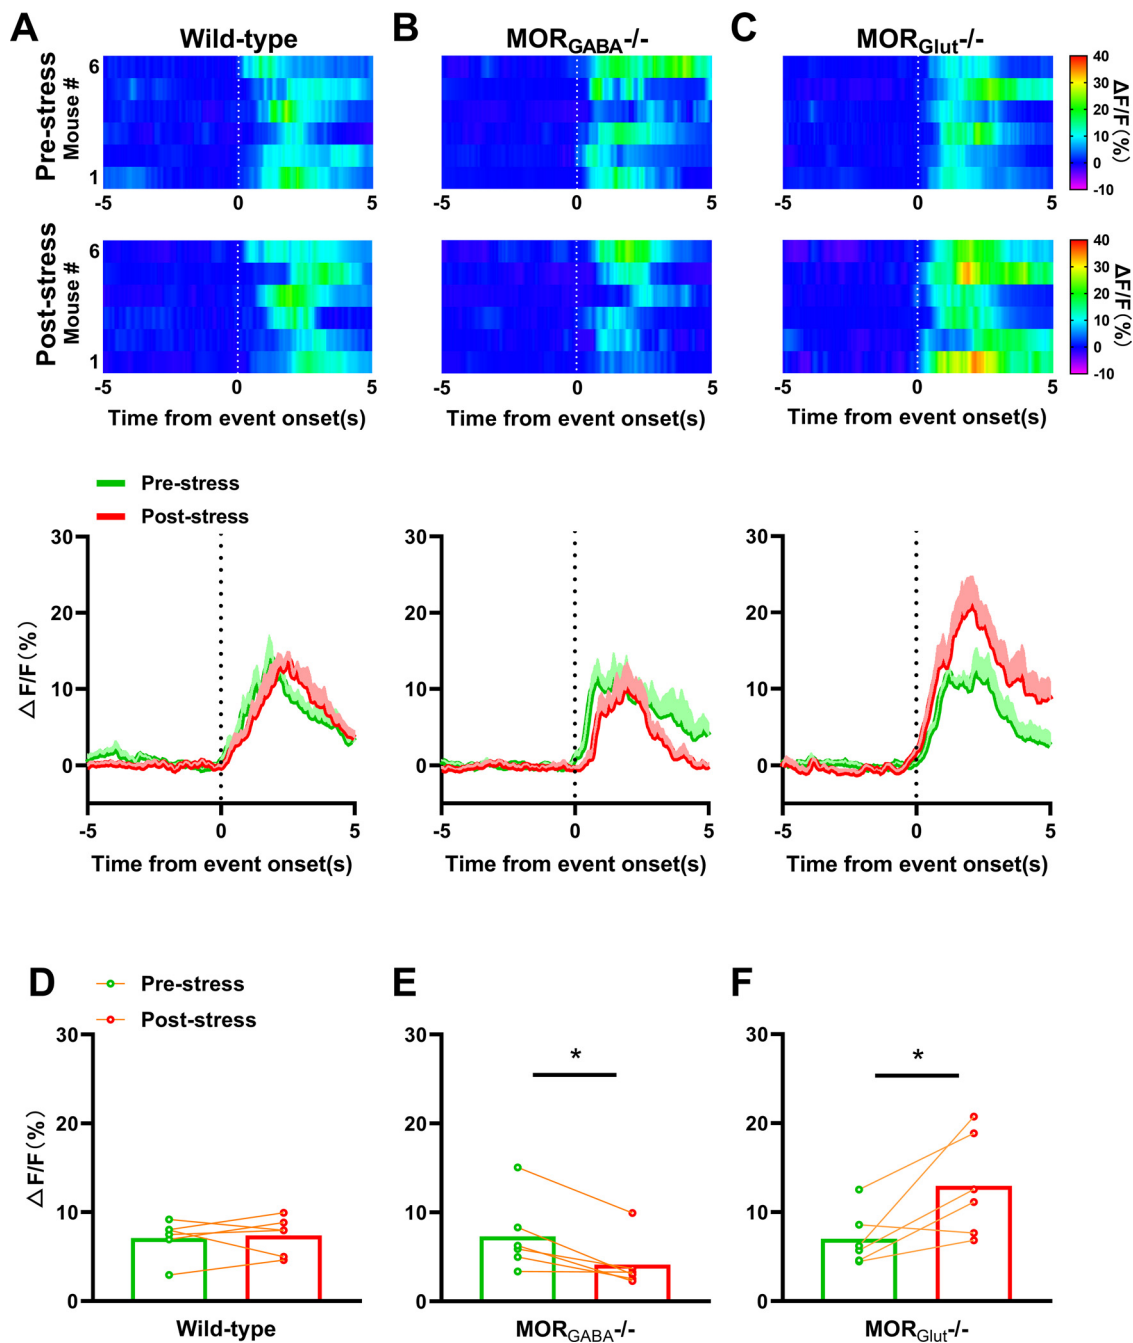 A
B
C
Wild-type
MORGABA-/-
MORGlut-/-
Pre-stress
Mouse #
6
1
-5 0 5
-5 0 5
-5 0 5
40
30
20
10
0
-10
ΔF/F(%)
Post-stress
Mouse #
6
1
-5 0 5
-5 0 5
-5 0 5
40
30
20
10
0
-10
ΔF/F(%)
Time from event onset(s)
Time from event onset(s)
Time from event onset(s)
Pre-stress
Post-stress
ΔF/F(%)
30
20
10
0
-5 0 5
30
20
10
0
-5 0 5
30
20
10
0
-5 0 5
Time from event onset(s)
Time from event onset(s)
Time from event onset(s)
D
E
F
Pre-stress
Post-stress
ΔF/F(%)
30
20
10
0
Wild-type
30
20
10
0
*
MORGABA-/-
30
20
10
0
*
MORGlut-/-